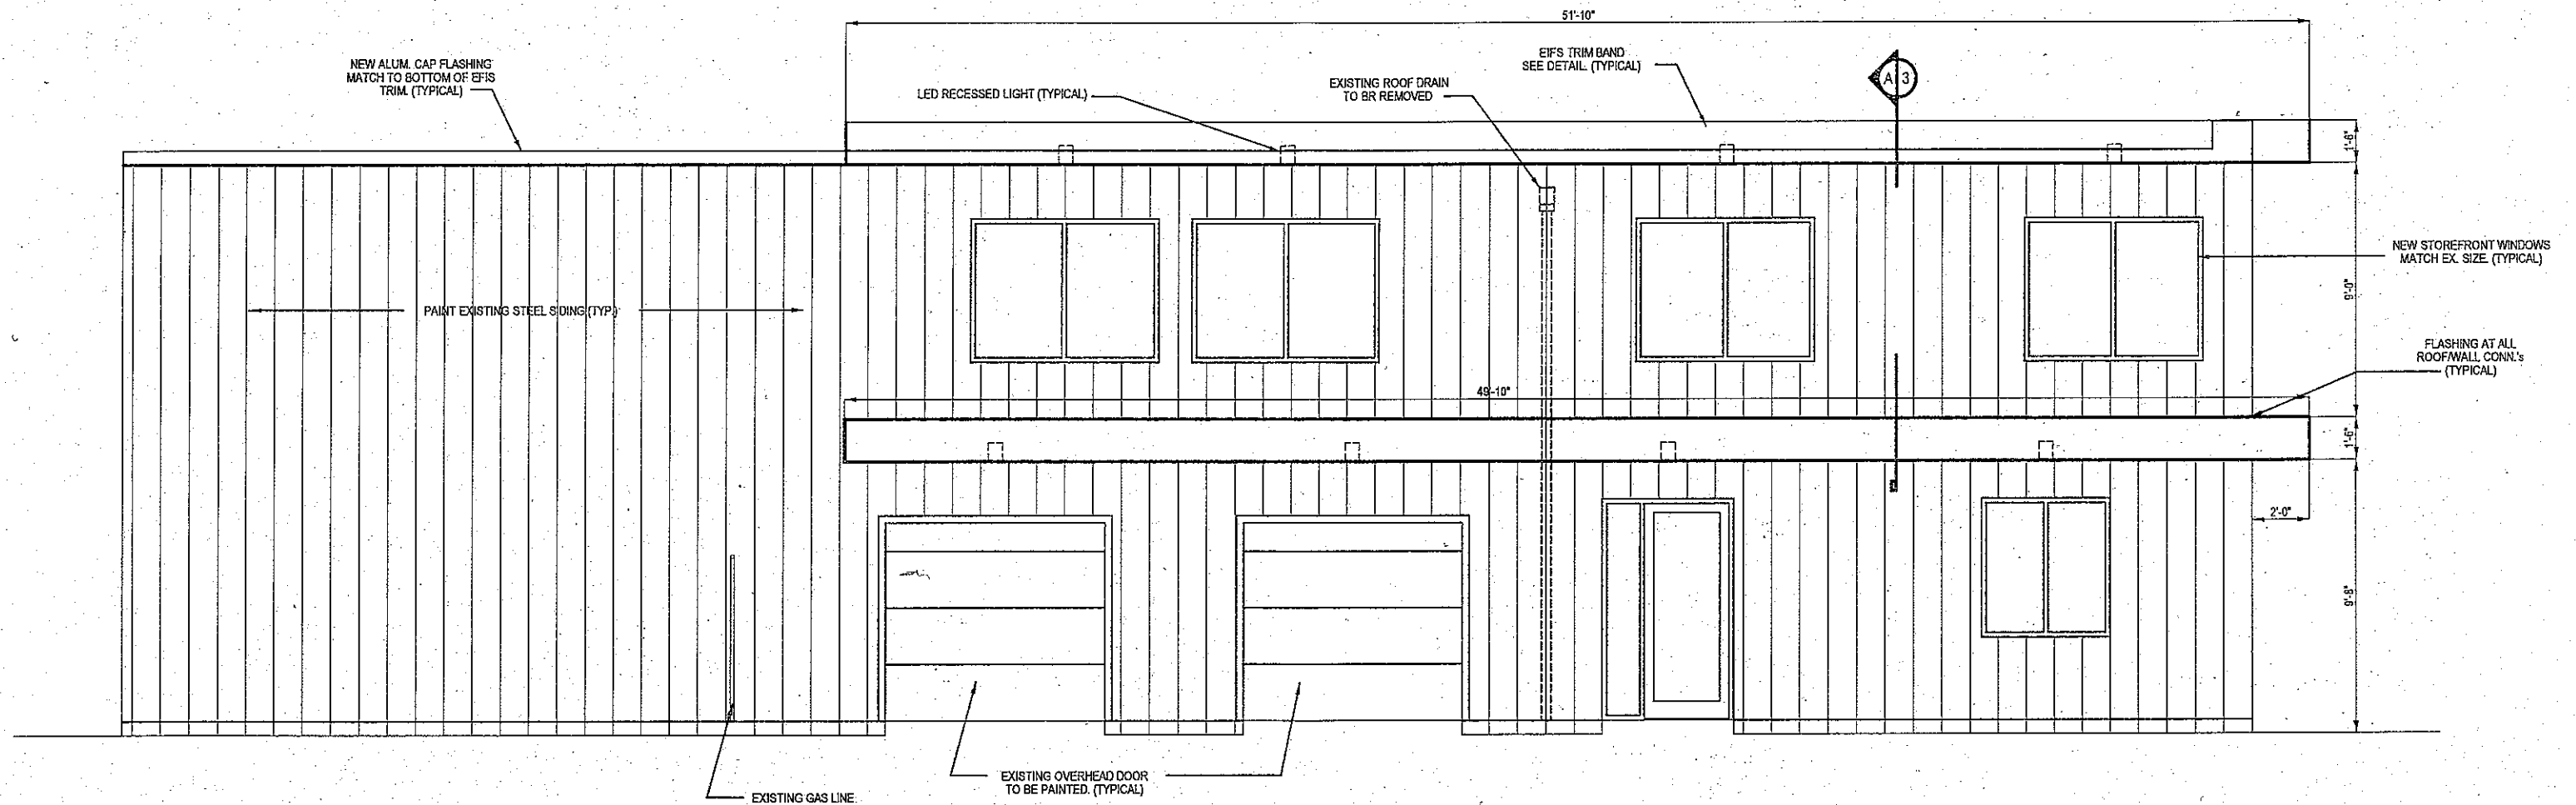 51'-10"
NEW ALUM. CAP FLASHING
MATCH TO BOTTOM OF EFIS
TRIM. (TYPICAL)
LED RECESSED LIGHT (TYPICAL)
EXISTING ROOF DRAIN
TO BR REMOVED
EIFS TRIM BAND
SEE DETAIL. (TYPICAL)
A 3
1'-6"
NEW STOREFRONT WINDOWS
MATCH EX. SIZE. (TYPICAL)
9'-0"
PAINT EXISTING STEEL SIDING (TYP.)
FLASHING AT ALL
ROOF/WALL CONN.'s
(TYPICAL)
49'-10"
1'-6"
2'-0"
9'-8"
EXISTING OVERHEAD DOOR
TO BE PAINTED. (TYPICAL)
EXISTING GAS LINE.